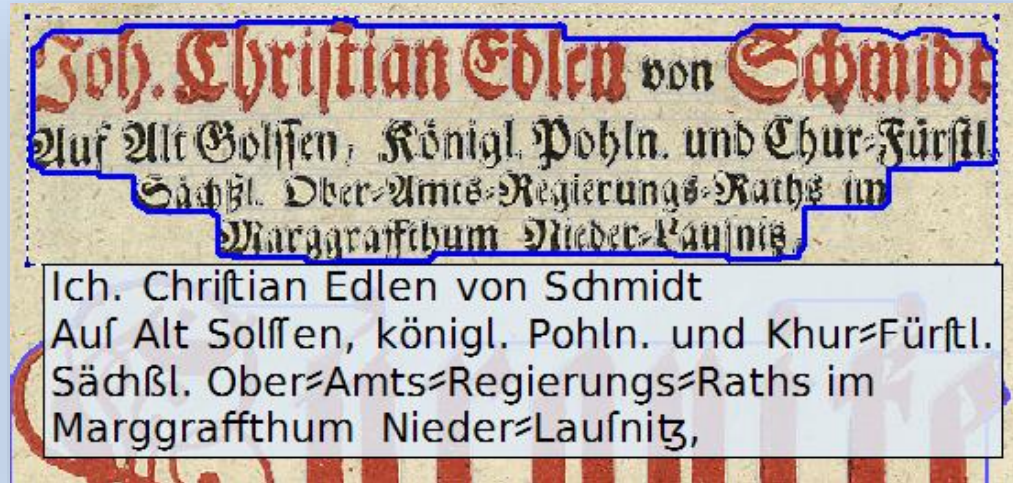 Joh. Chriſtian Edlen von Schmidt
Auf Alt Golſſen, Königl. Pohln. und Chur⸗Fürſtl.
Sächßl. Ober⸗Amts⸗Regierungs⸗Raths im
Marggraffthum Nieder⸗Lauſnitz,
Ich. Chriſtian Edlen von Schmidt
Auſ Alt Solſſen, königl. Pohln. und Khur⸗Fürſtl.
Sächßl. Ober⸗Amts⸗Regierungs⸗Raths im
Marggraffthum Nieder⸗Lauſnitz,